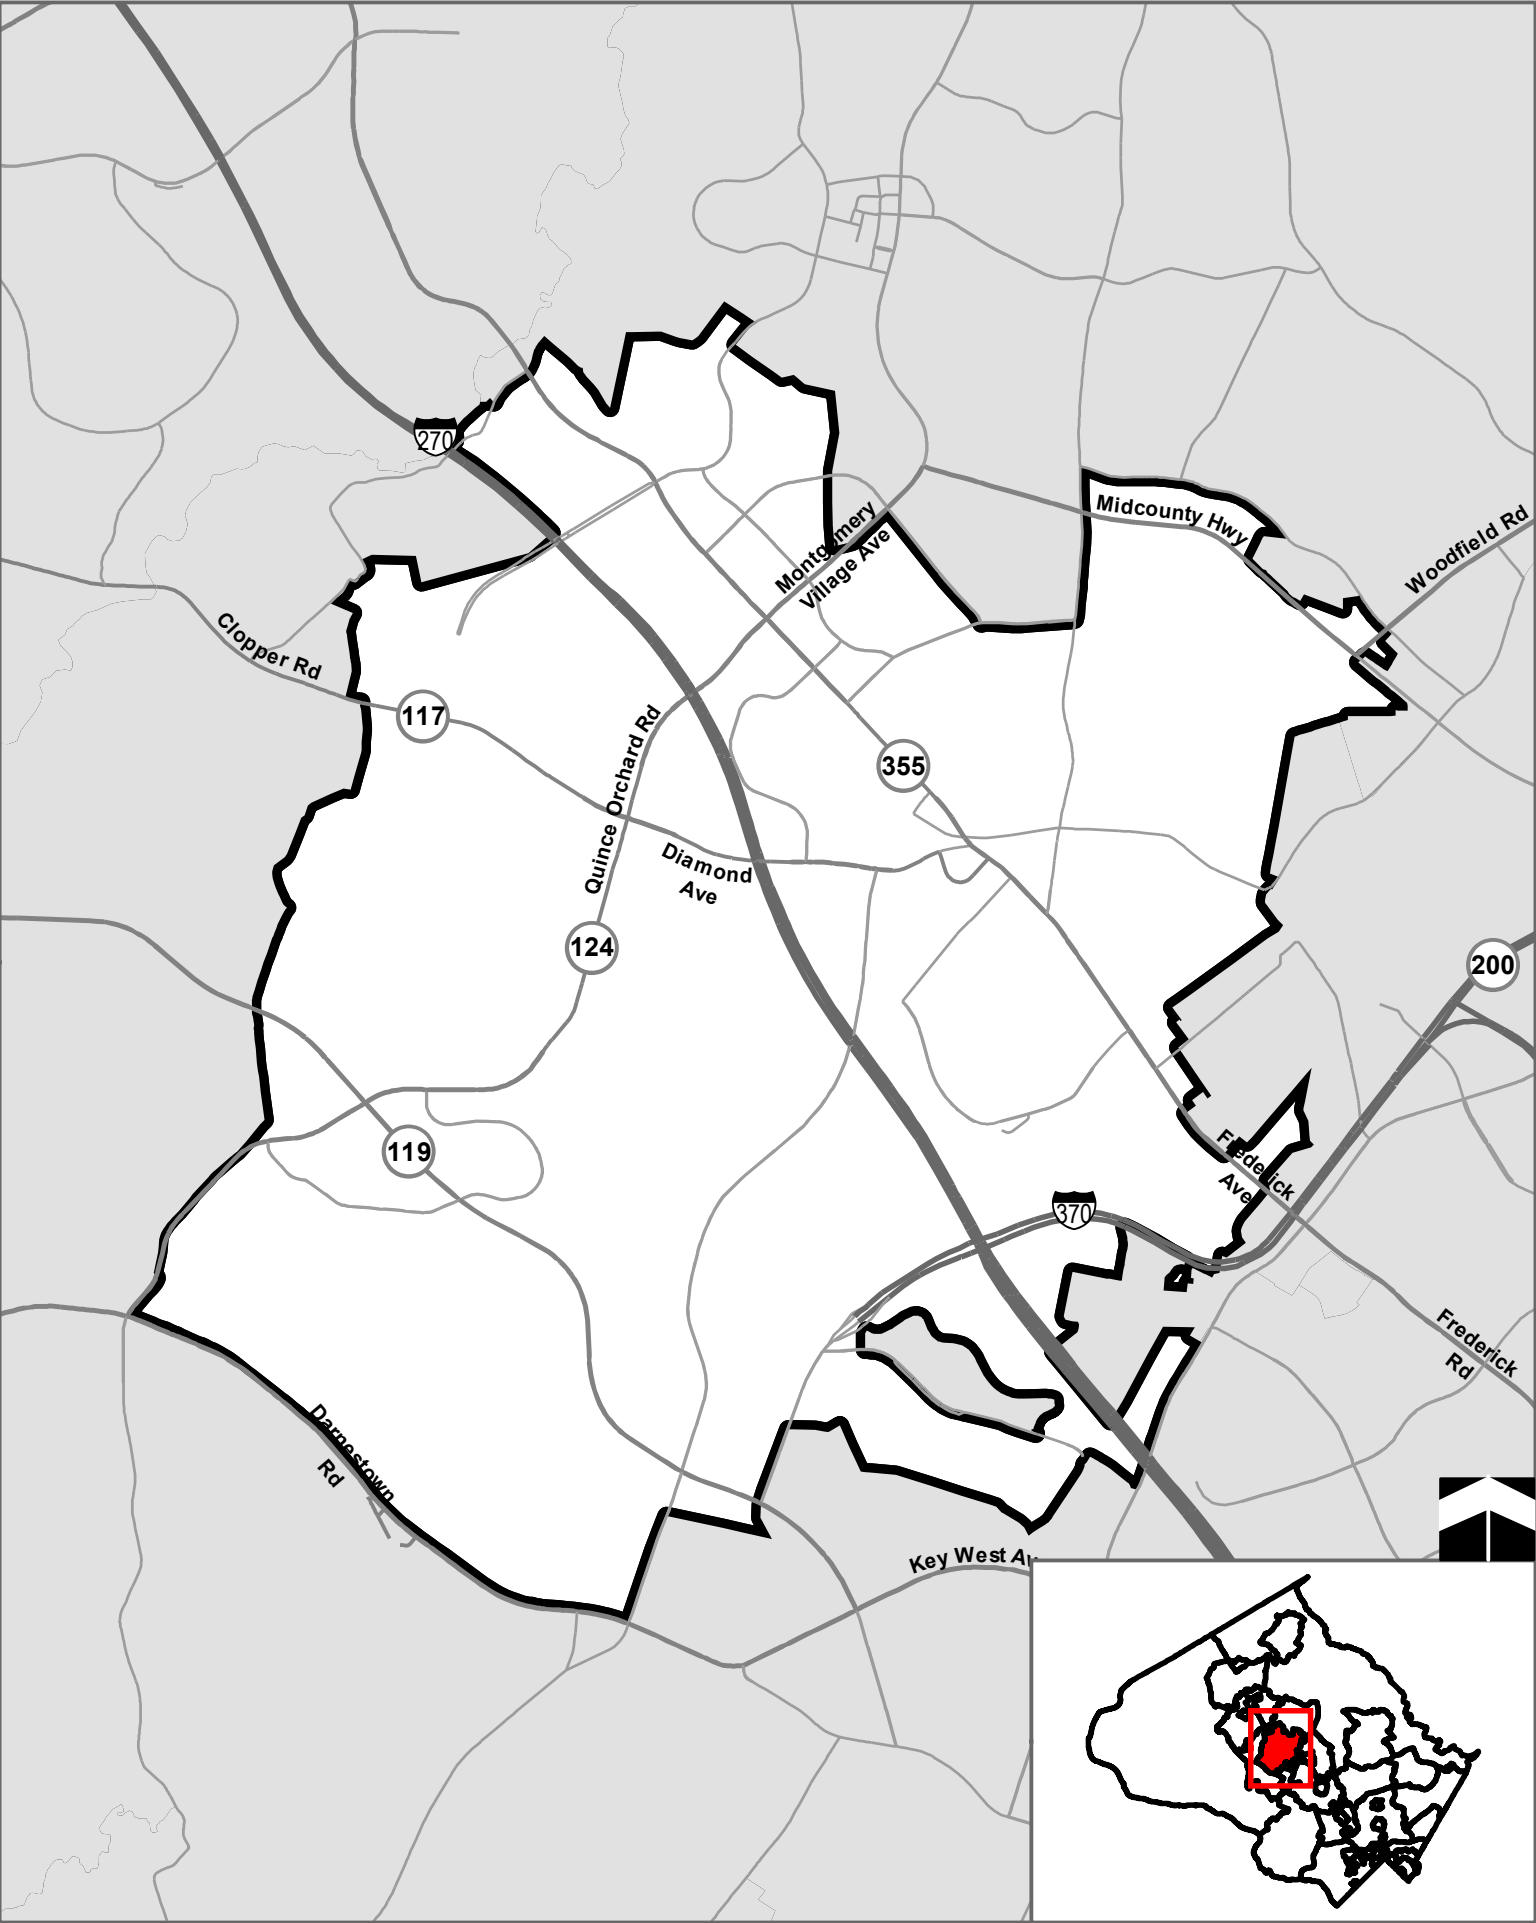 270
Midcounty Hwy
Woodfield Rd
Montgomery
Village Ave
Clopper Rd
117
Quince Orchard Rd
355
Diamond
Ave
124
200
119
Frederick
Ave
370
Frederick
Rd
Darnestown
Rd
Key West Av